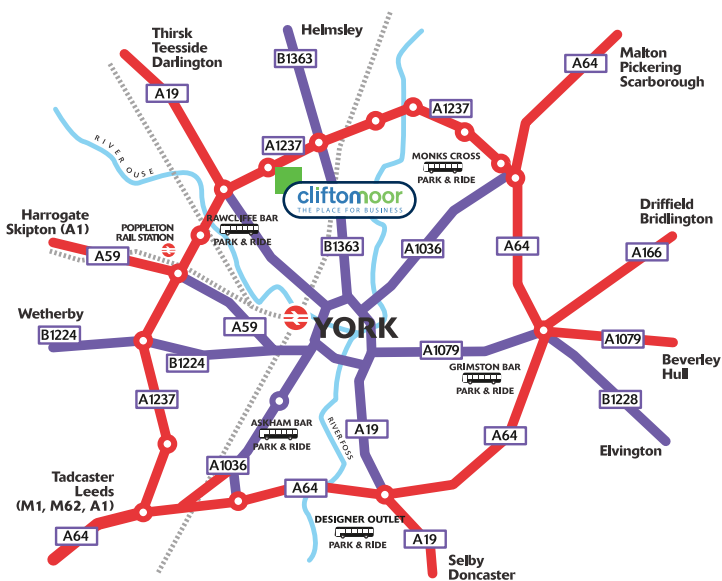 Helmsley
Thirsk
Teesside
Darlington
B1363
A64
Malton
Pickering
Scarborough
A19
A1237
A1237
RIVER OUSE
MONKS CROSS
PARK & RIDE
cliftonmoor
THE PLACE FOR BUSINESS
Harrogate
Skipton (A1)
POPPLETON
RAIL STATION
RAWCLIFFE BAR
PARK & RIDE
Driffield
Bridlington
A59
B1363
A1036
A64
A166
Wetherby
B1224
A59
YORK
B1224
A1079
A1079
GRIMSTON BAR
PARK & RIDE
Beverley
Hull
A1237
B1228
ASKHAM BAR
PARK & RIDE
RIVER FOSS
A19
A64
Elvington
A1036
Tadcaster
Leeds
(M1, M62, A1)
A64
A64
DESIGNER OUTLET
PARK & RIDE
A19
Selby
Doncaster